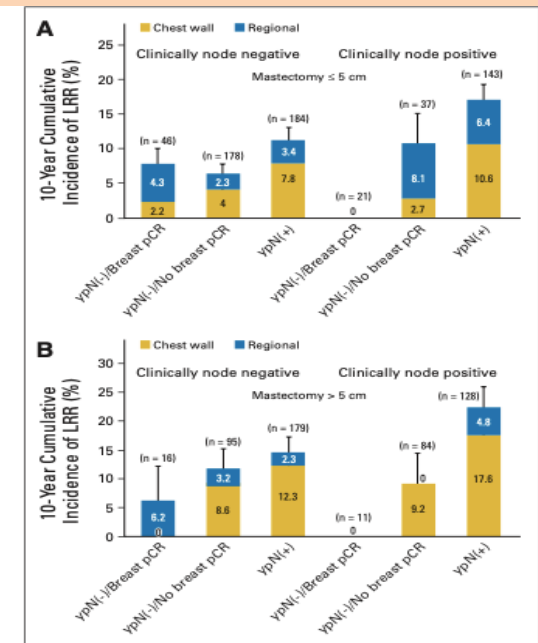 A
Chest wall Regional
Clinically node negative Clinically node positive
Mastectomy ≤ 5 cm
10-Year Cumulative
Incidence of LRR (%)
25
20
15
10
5
0
(n = 46)
4.3
2.2
(n = 178)
2.3
4
(n = 184)
3.4
7.8
(n = 21)
0
(n = 37)
8.1
2.7
(n = 143)
6.4
10.6
ypN(-)/Breast pCR
ypN(-)/No breast pCR
ypN(+)
ypN(-)/Breast pCR
ypN(-)/No breast pCR
ypN(+)
B
Chest wall Regional
Clinically node negative Clinically node positive
Mastectomy > 5 cm
10-Year Cumulative
Incidence of LRR (%)
30
25
20
15
10
5
0
(n = 16)
6.2
0
(n = 95)
3.2
8.6
(n = 179)
2.3
12.3
(n = 11)
0
(n = 84)
0
9.2
(n = 128)
4.8
17.6
ypN(-)/Breast pCR
ypN(-)/No breast pCR
ypN(+)
ypN(-)/Breast pCR
ypN(-)/No breast pCR
ypN(+)